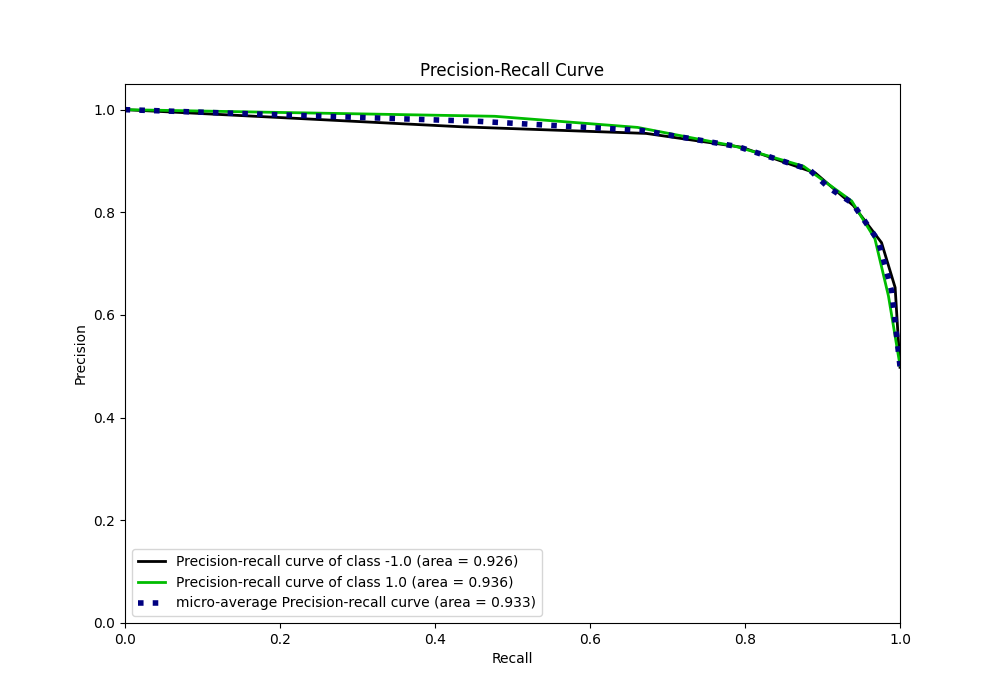 Precision-Recall Curve
1.0
0.8
0.6
0.4
0.2
0.0
Precision
Precision-recall curve of class -1.0 (area = 0.926)
Precision-recall curve of class 1.0 (area = 0.936)
micro-average Precision-recall curve (area = 0.933)
0.0 0.2 0.4 0.6 0.8 1.0
Recall